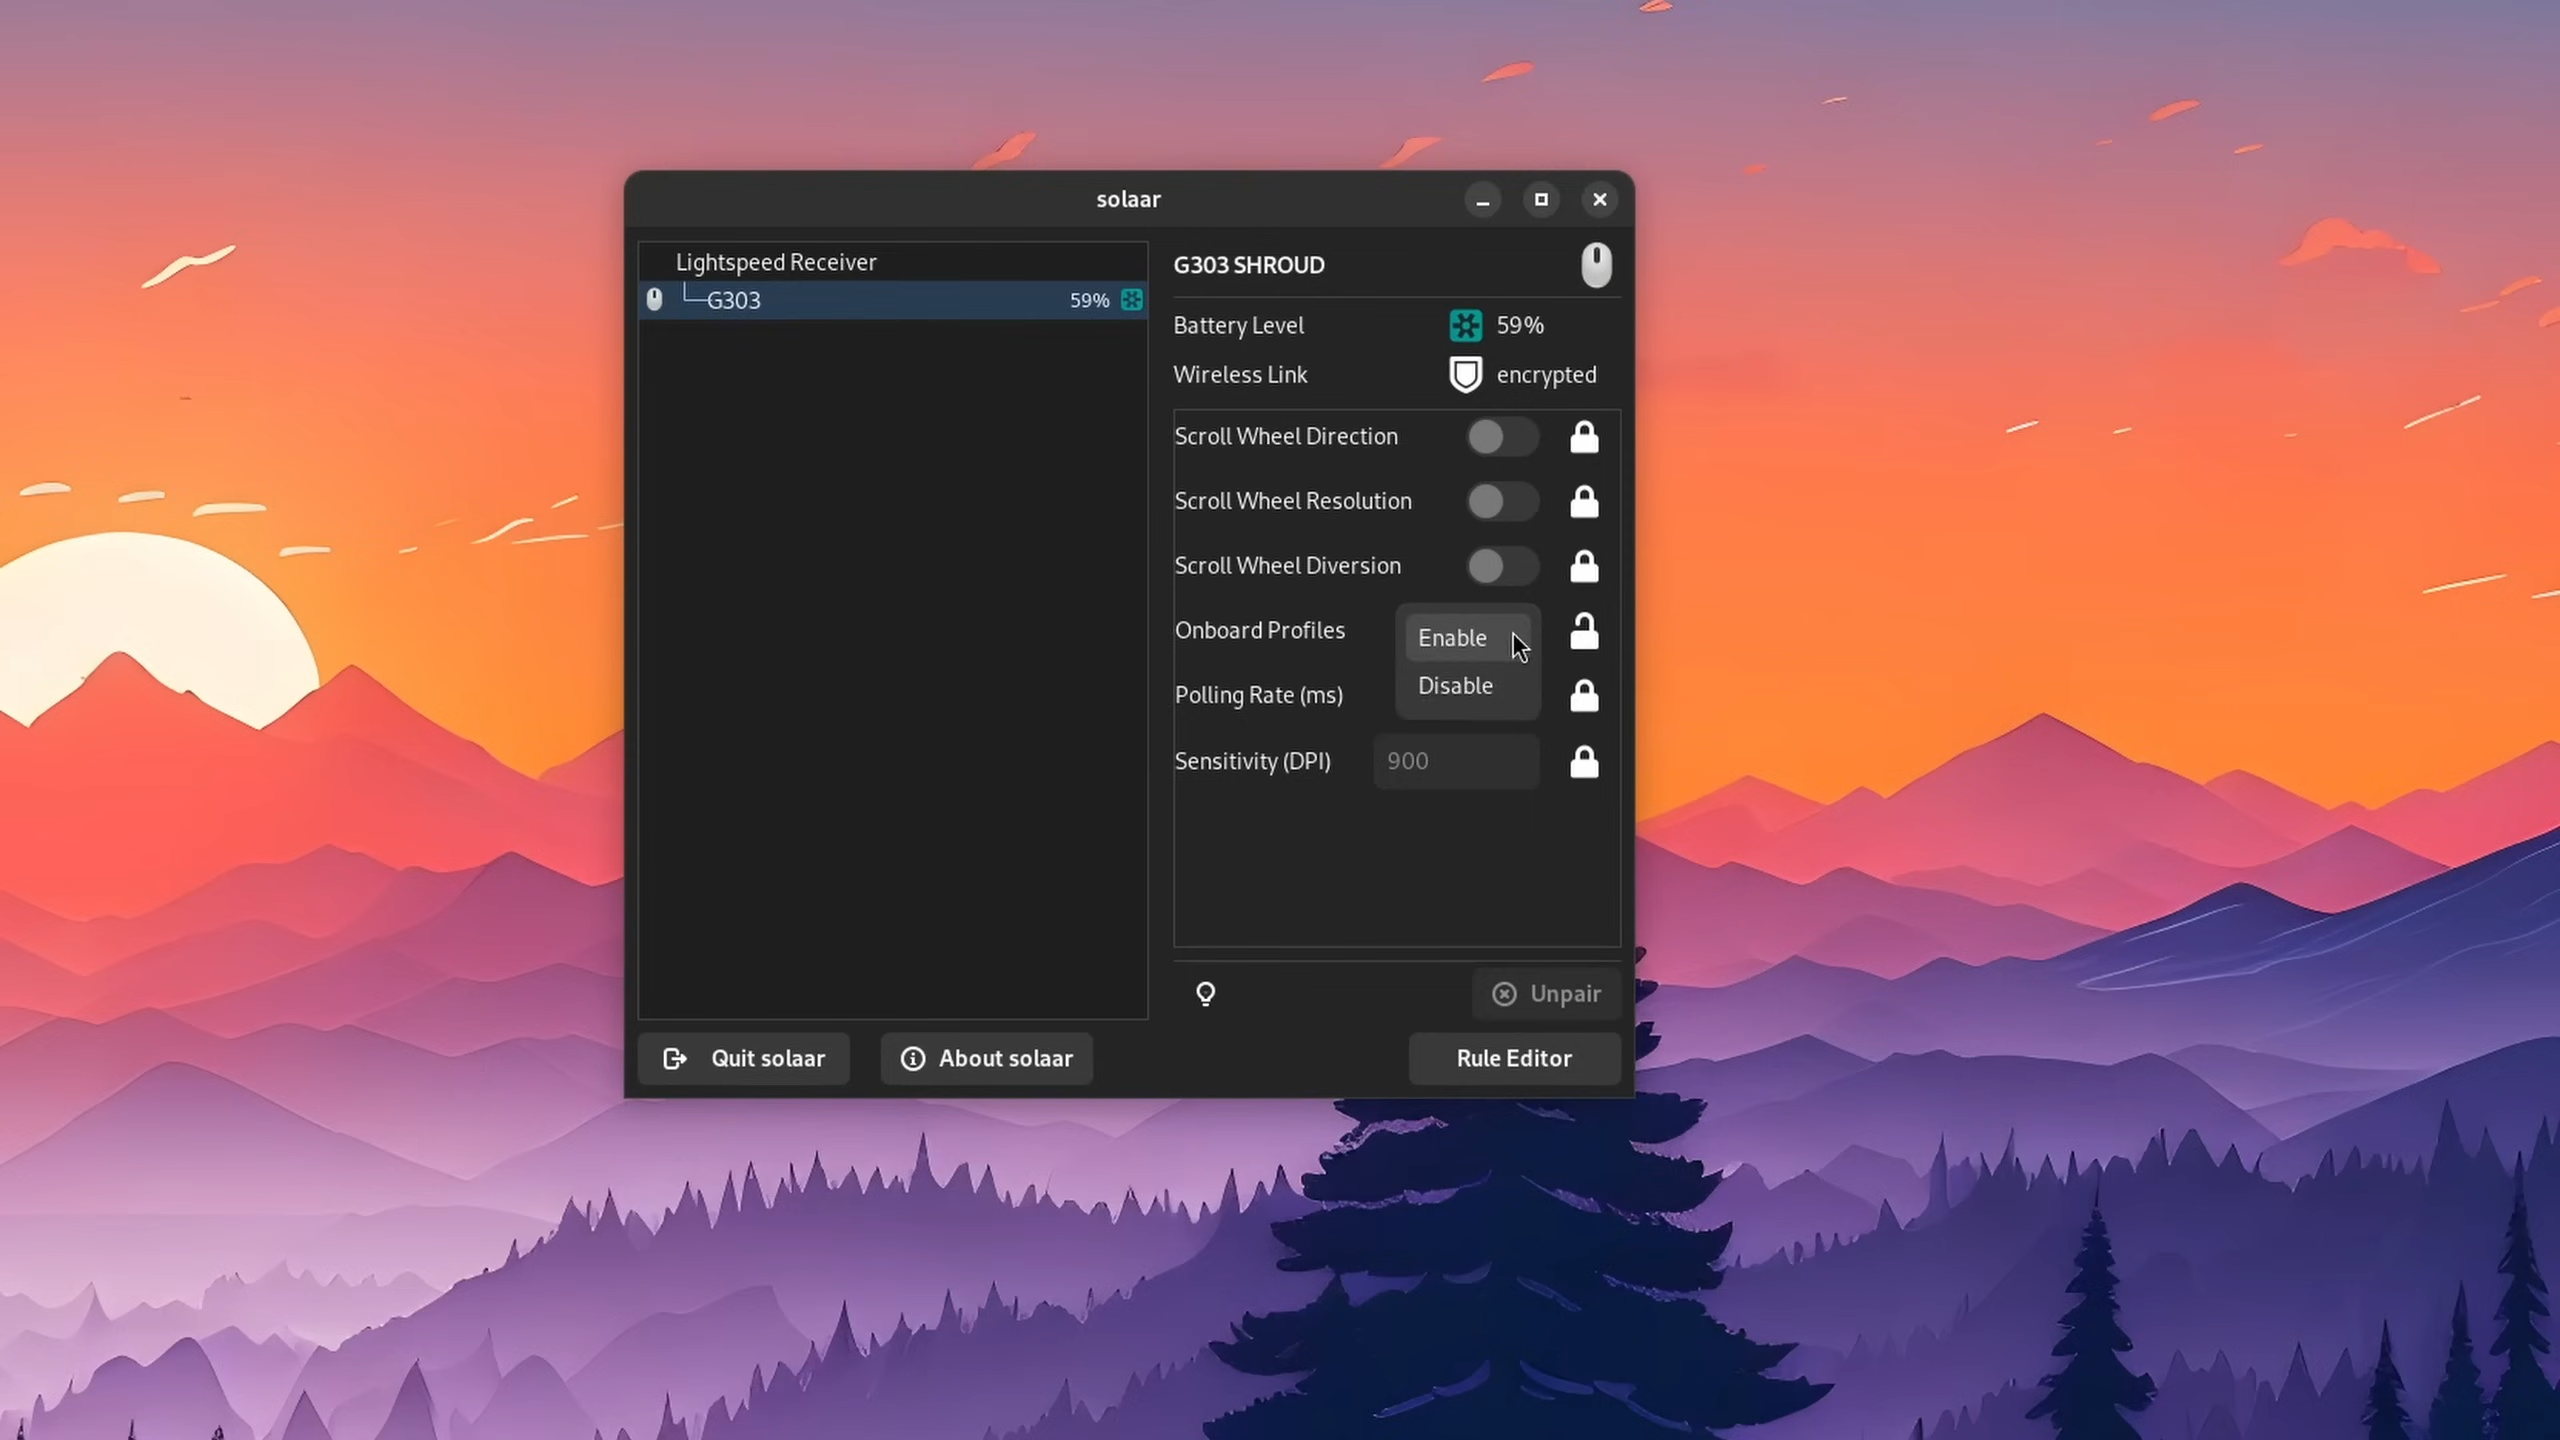 solaar
Lightspeed Receiver
G303 59%
G303 SHROUD
Battery Level 59%
Wireless Link encrypted
Scroll Wheel Direction
Scroll Wheel Resolution
Scroll Wheel Diversion
Onboard Profiles Enable
Disable
Polling Rate (ms)
Sensitivity (DPI) 900
Unpair
Quit solaar About solaar Rule Editor